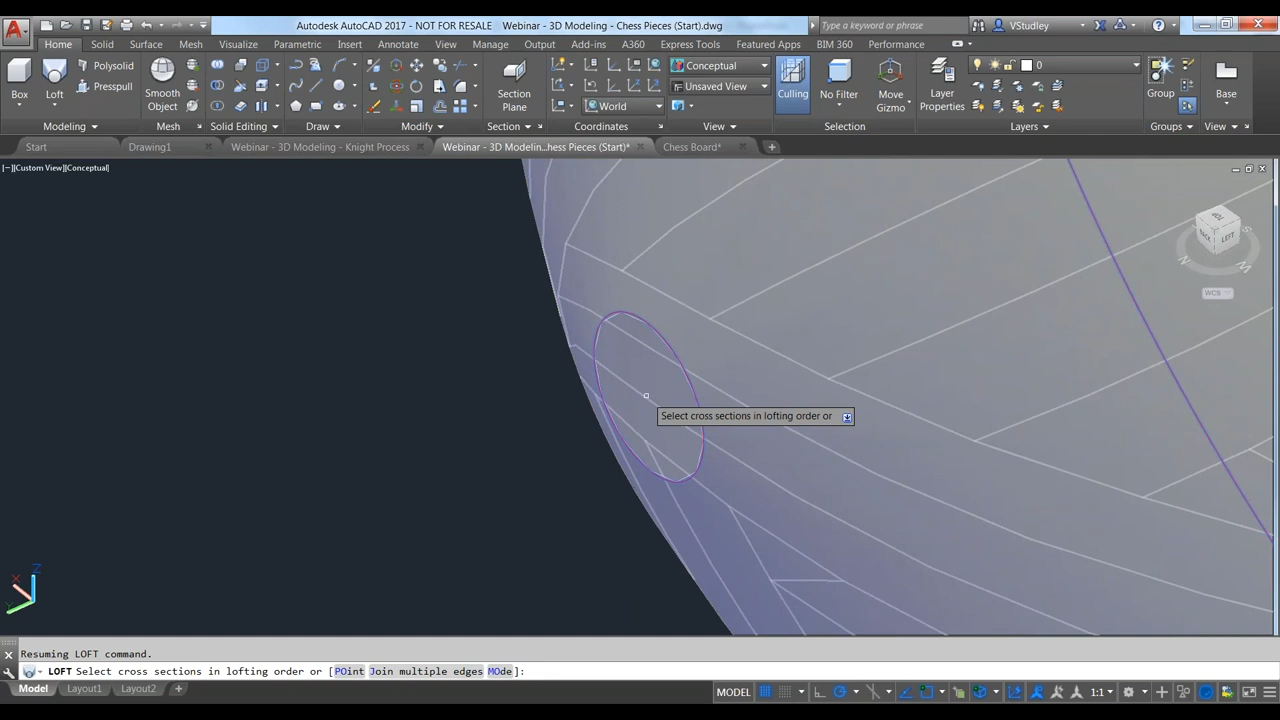 Autodesk AutoCAD 2017 - NOT FOR RESALE Webinar - 3D Modeling - Chess Pieces (Start).dwg
Type a keyword or phrase
VStudley
Home Solid Surface Mesh Visualize Parametric Insert Annotate View Manage Output Add-ins A360 Express Tools Featured Apps BIM 360 Performance
Box
Loft
Polysolid
Presspull
Smooth
Object
Section
Plane
World
Conceptual
Unsaved View
Culling
No Filter
Move
Gizmo
Layer
Properties
0
Group
Base
Modeling
Mesh
Solid Editing
Draw
Modify
Section
Coordinates
View
Selection
Layers
Groups
View
Start
Drawing1
Webinar - 3D Modeling - Knight Process
Webinar - 3D Modelin...hess Pieces (Start)*
Chess Board*
[−][Custom View][Conceptual]
TOP
BACK
LEFT
N
S
W
WCS
Select cross sections in lofting order or
X
Y
Z
Resuming LOFT command.
LOFT Select cross sections in lofting order or [POint Join multiple edges MOde]:
Model
Layout1
Layout2
MODEL
1:1